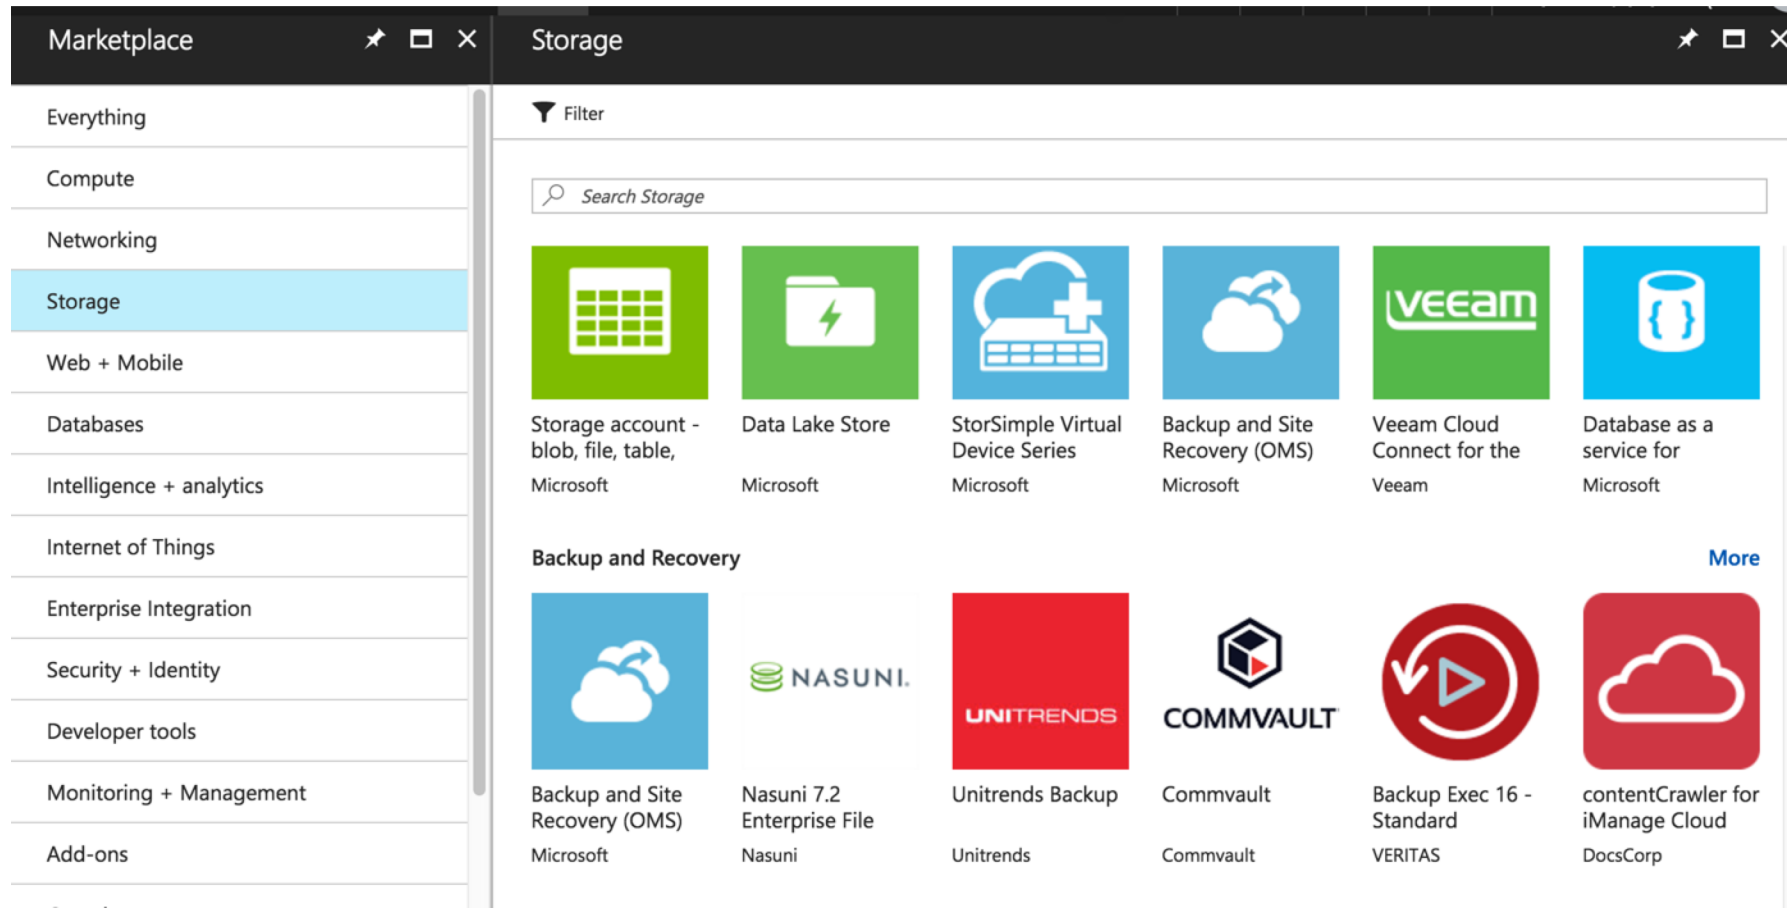 Marketplace
Storage
Everything
Compute
Networking
Storage
Web + Mobile
Databases
Intelligence + analytics
Internet of Things
Enterprise Integration
Security + Identity
Developer tools
Monitoring + Management
Add-ons
Filter
Search Storage
veeam
Storage account -
blob, file, table,
Microsoft
Data Lake Store
Microsoft
StorSimple Virtual
Device Series
Microsoft
Backup and Site
Recovery (OMS)
Microsoft
Veeam Cloud
Connect for the
Veeam
Database as a
service for
Microsoft
Backup and Recovery
More
NASUNI.
UNITRENDS
COMMVAULT
Backup and Site
Recovery (OMS)
Microsoft
Nasuni 7.2
Enterprise File
Nasuni
Unitrends Backup
Unitrends
Commvault
Commvault
Backup Exec 16 -
Standard
VERITAS
contentCrawler for
iManage Cloud
DocsCorp